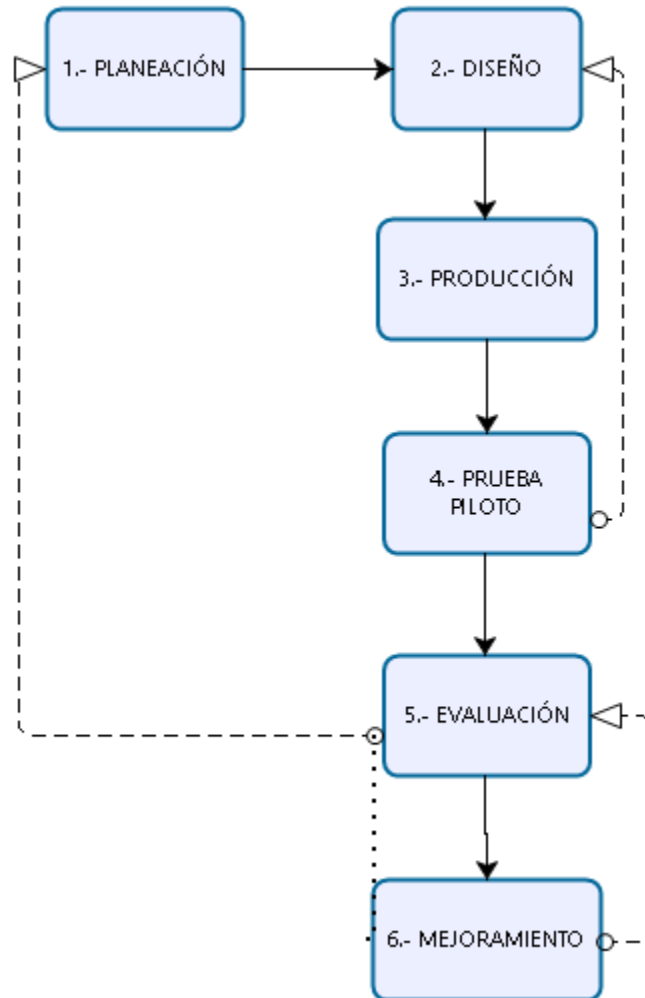 1.- PLANEACIÓN
2.- DISEÑO
3.- PRODUCCIÓN
4.- PRUEBA
PILOTO
5.- EVALUACIÓN
6.- MEJORAMIENTO